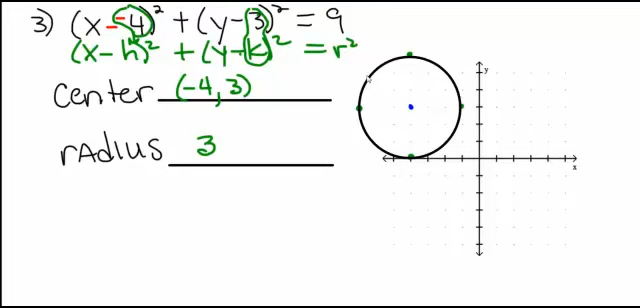 3) (x--4)² + (y-3)² = 9
(x-h)² + (y-k)² = r²
center (-4, 3)
radius 3
y
x